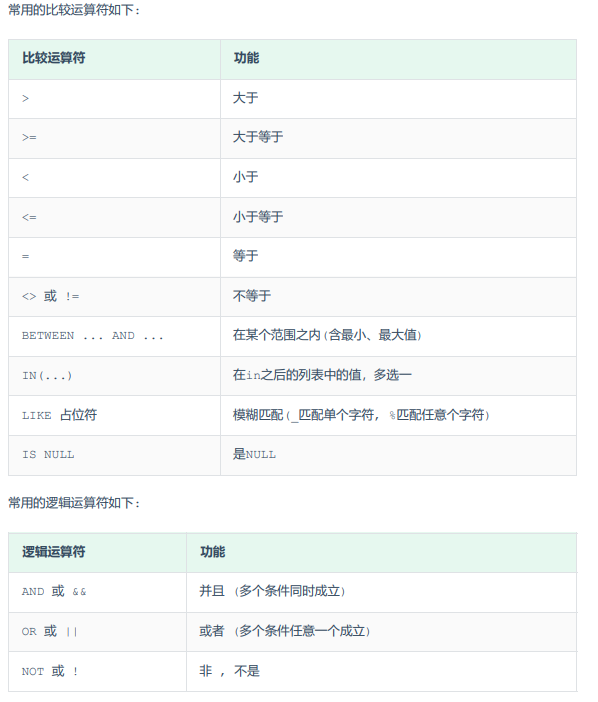 常用的比较运算符如下:
比较运算符 功能
> 大于
>= 大于等于
< 小于
<= 小于等于
= 等于
<> 或 != 不等于
BETWEEN ... AND ... 在某个范围之内(含最小、最大值)
IN(...) 在in之后的列表中的值，多选一
LIKE 占位符 模糊匹配(_匹配单个字符, %匹配任意个字符)
IS NULL 是NULL
常用的逻辑运算符如下:
逻辑运算符 功能
AND 或 && 并且 (多个条件同时成立)
OR 或 || 或者 (多个条件任意一个成立)
NOT 或 ! 非 , 不是